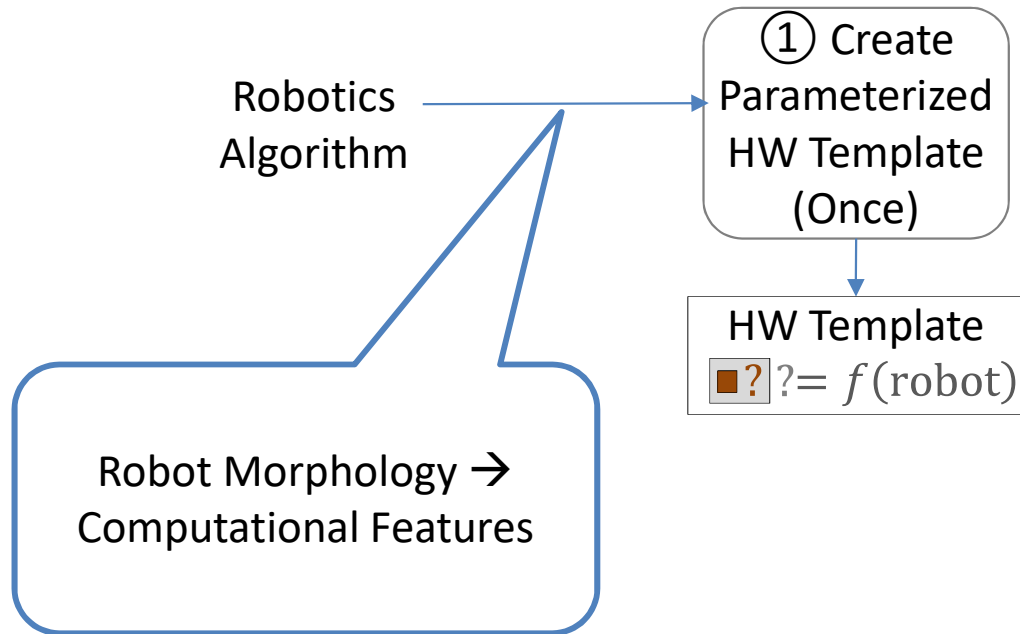 ① Create
Parameterized
HW Template
(Once)
Robotics
Algorithm
HW Template
? ?= f(robot)
Robot Morphology →
Computational Features